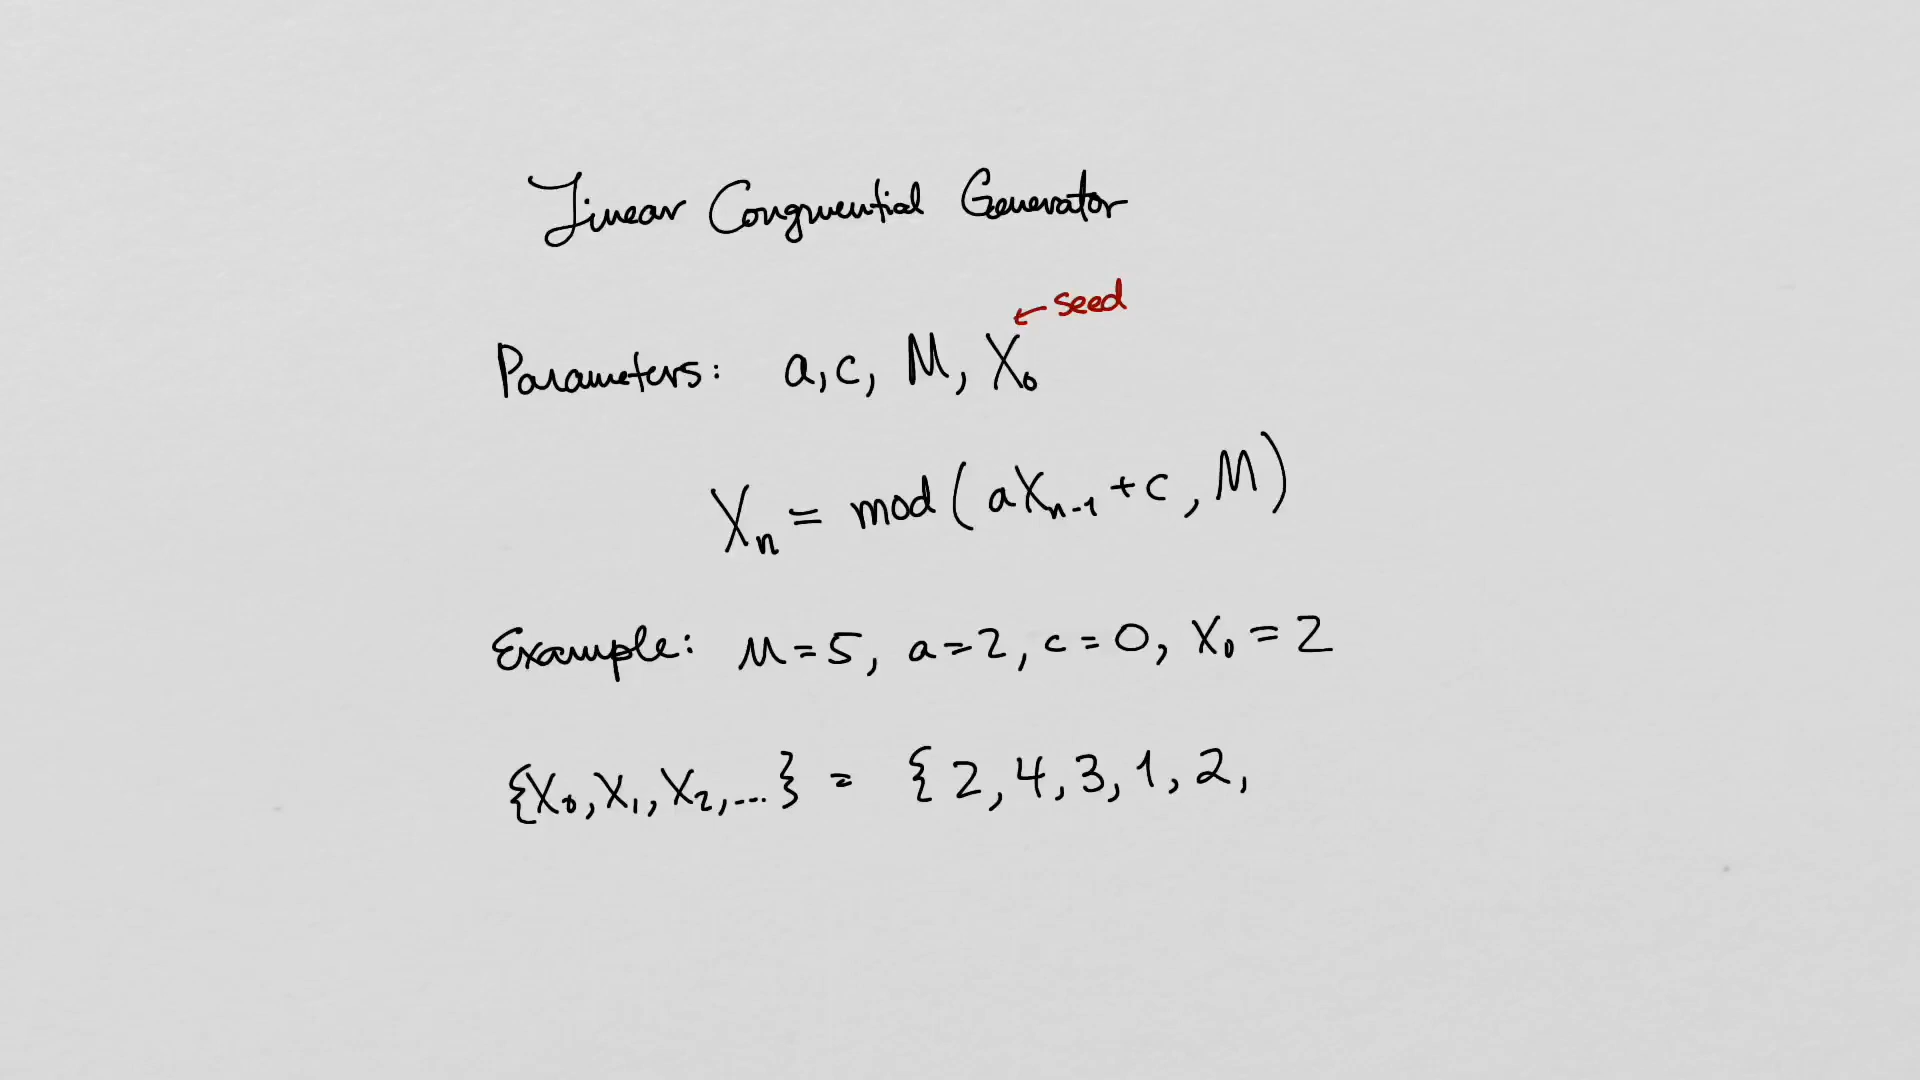 Linear Congruential Generator
← seed
Parameters: a, c, M, X₀
Xₙ = mod(aXₙ₋₁ + c, M)
Example: M = 5, a = 2, c = 0, X₀ = 2
{X₀, X₁, X₂, ...} = {2, 4, 3, 1, 2,